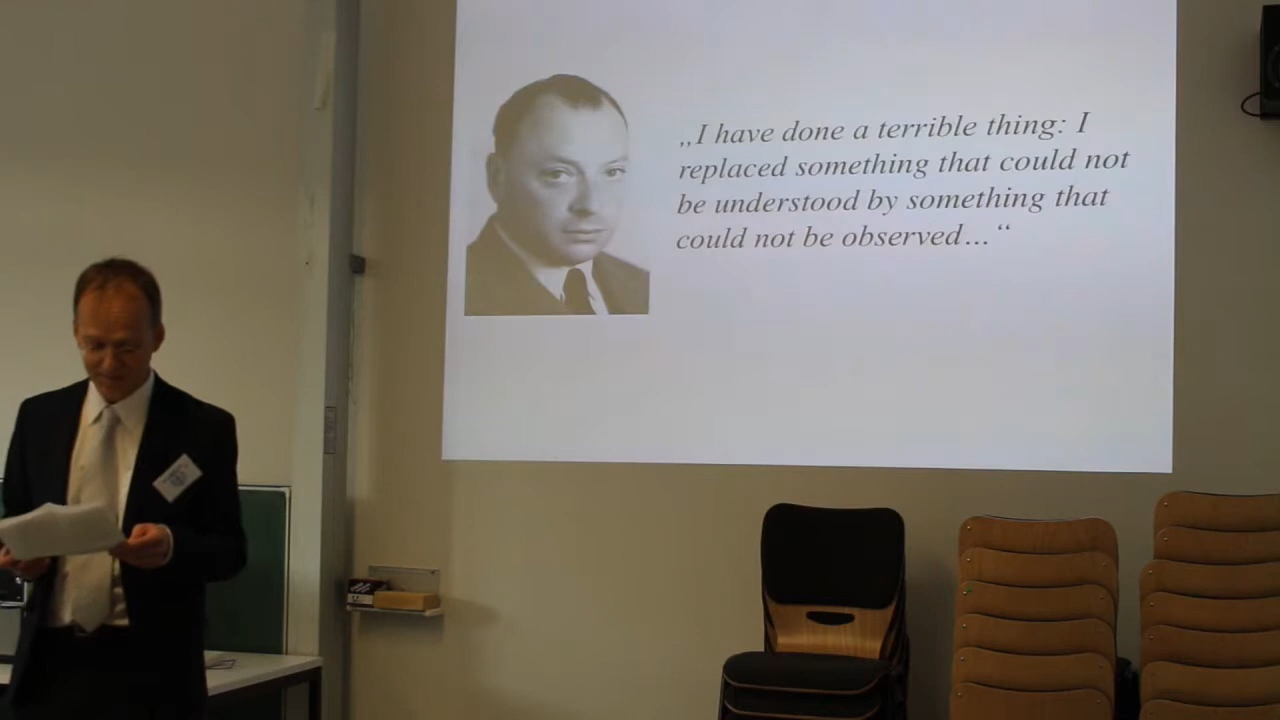 „I have done a terrible thing: I
replaced something that could not
be understood by something that
could not be observed…“